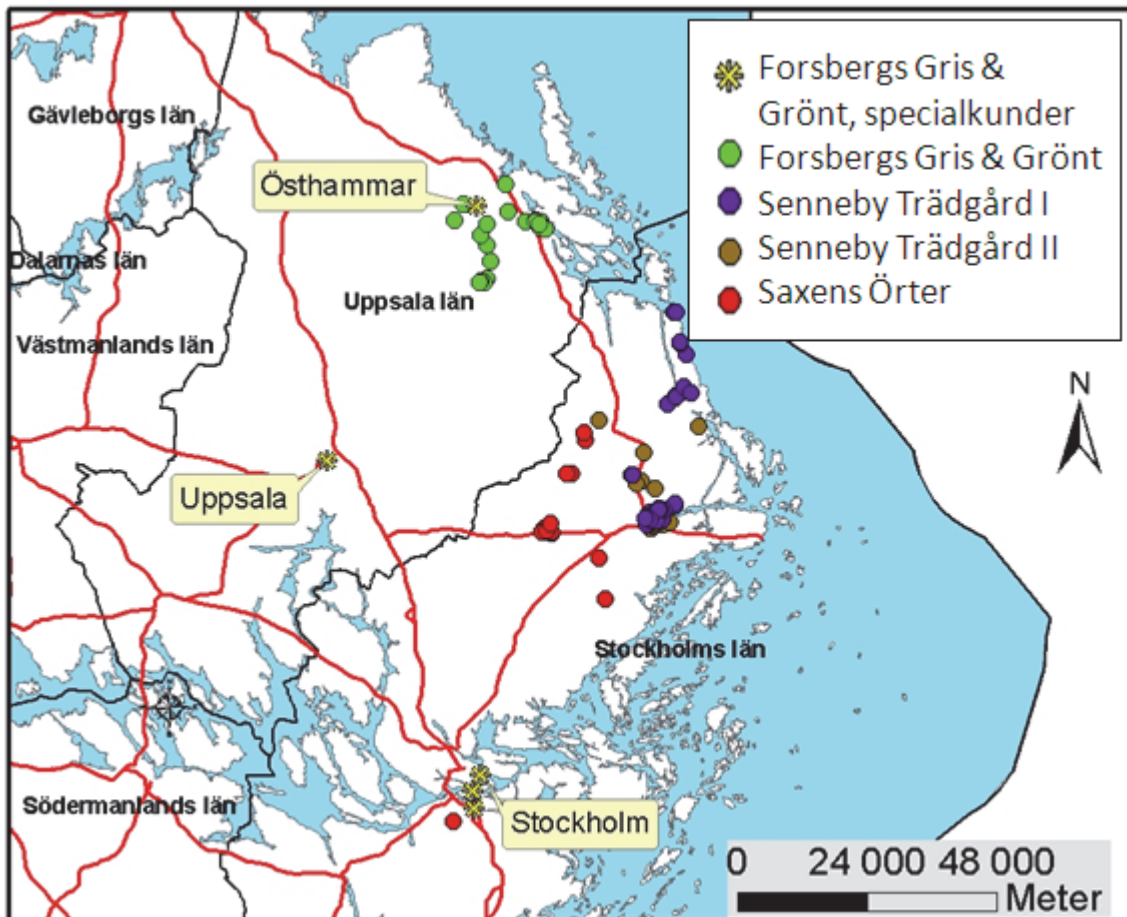 Forsbergs Gris &
Grönt, specialkunder
Forsbergs Gris & Grönt
Senneby Trädgård I
Senneby Trädgård II
Saxens Örter
Gävleborgs län
Östhammar
Dalarnas län
Uppsala län
Västmanlands län
N
Uppsala
Stockholms län
Södermanlands län
Stockholm
0 24 000 48 000
Meter